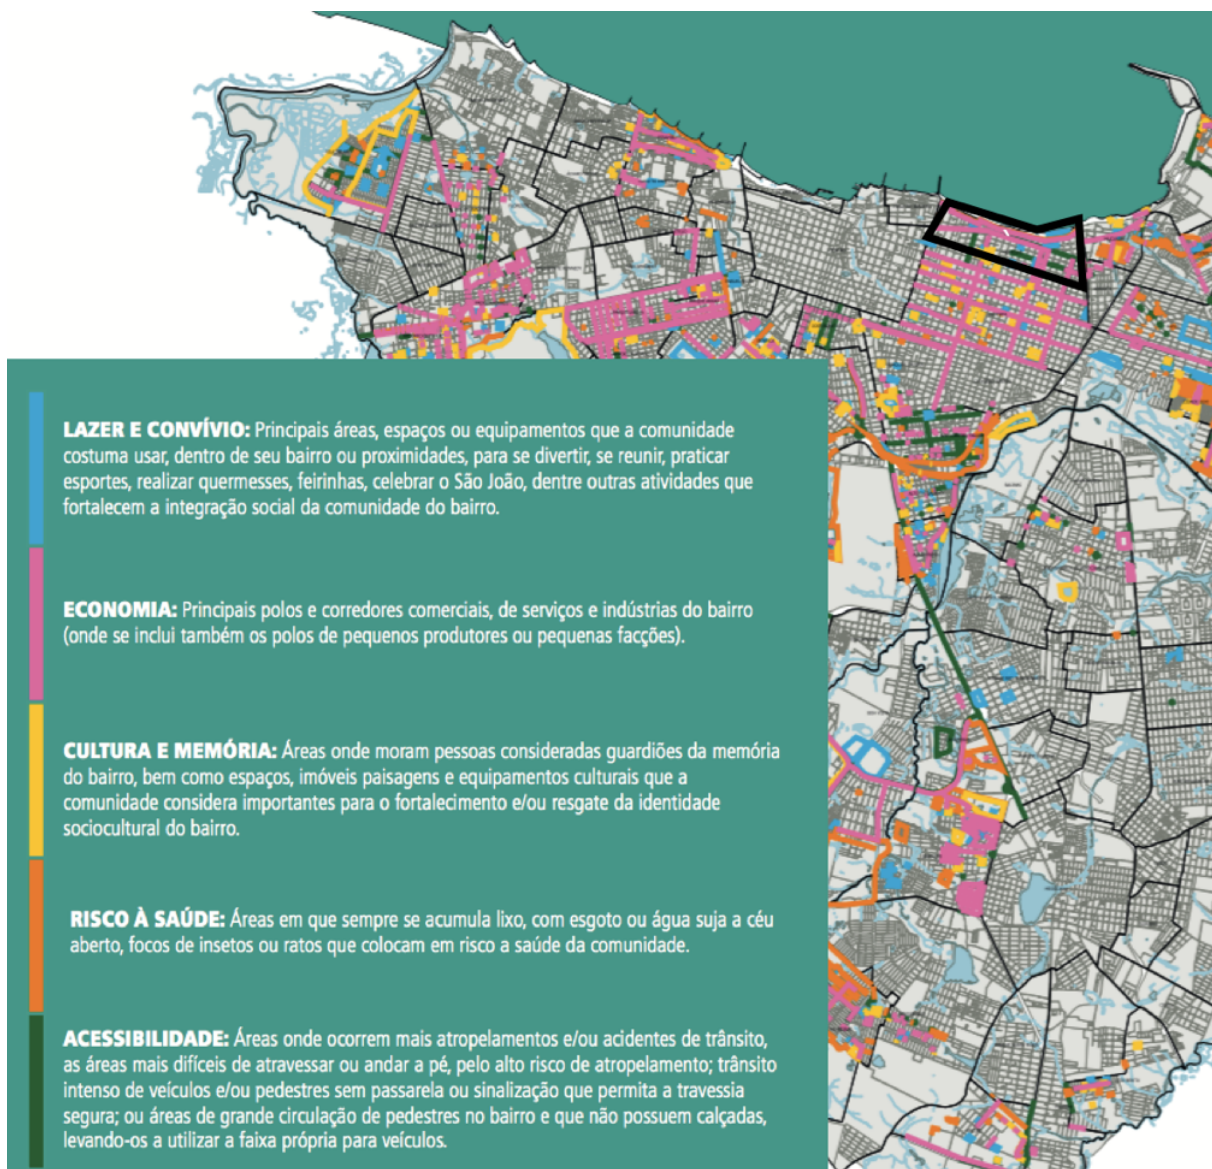 LAZER E CONVÍVIO: Principais áreas, espaços ou equipamentos que a comunidade
costuma usar, dentro de seu bairro ou proximidades, para se divertir, se reunir, praticar
esportes, realizar quermesses, feirinhas, celebrar o São João, dentre outras atividades que
fortalecem a integração social da comunidade do bairro.
ECONOMIA: Principais polos e corredores comerciais, de serviços e indústrias do bairro
(onde se inclui também os polos de pequenos produtores ou pequenas facções).
CULTURA E MEMÓRIA: Áreas onde moram pessoas consideradas guardiões da memória
do bairro, bem como espaços, imóveis paisagens e equipamentos culturais que a
comunidade considera importantes para o fortalecimento e/ou resgate da identidade
sociocultural do bairro.
RISCO À SAÚDE: Áreas em que sempre se acumula lixo, com esgoto ou água suja a céu
aberto, focos de insetos ou ratos que colocam em risco a saúde da comunidade.
ACESSIBILIDADE: Áreas onde ocorrem mais atropelamentos e/ou acidentes de trânsito,
as áreas mais difíceis de atravessar ou andar a pé, pelo alto risco de atropelamento; trânsito
intenso de veículos e/ou pedestres sem passarela ou sinalização que permita a travessia
segura; ou áreas de grande circulação de pedestres no bairro e que não possuem calçadas,
levando-os a utilizar a faixa própria para veículos.